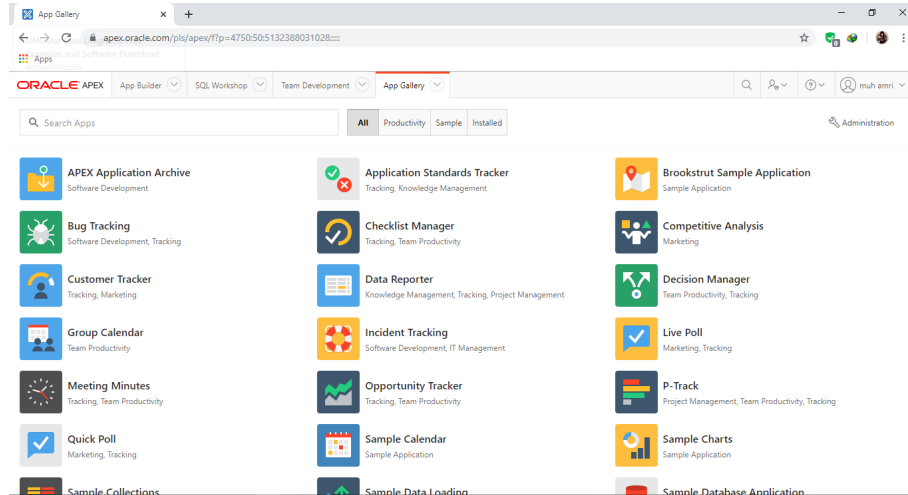 App Gallery
apex.oracle.com/pls/apex/f?p=4750:50:5132388031028:::::
Apps
and Software Download
ORACLE APEX App Builder SQL Workshop Team Development App Gallery muh amri
Search Apps All Productivity Sample Installed Administration
APEX Application Archive
Software Development
Application Standards Tracker
Tracking, Knowledge Management
Brookstrut Sample Application
Sample Application
Bug Tracking
Software Development, Tracking
Checklist Manager
Tracking, Team Productivity
Competitive Analysis
Marketing
Customer Tracker
Tracking, Marketing
Data Reporter
Knowledge Management, Tracking, Project Management
Decision Manager
Team Productivity, Tracking
Group Calendar
Team Productivity
Incident Tracking
Software Development, IT Management
Live Poll
Marketing, Tracking
Meeting Minutes
Tracking, Team Productivity
Opportunity Tracker
Tracking, Team Productivity
P-Track
Project Management, Team Productivity, Tracking
Quick Poll
Marketing, Tracking
Sample Calendar
Sample Application
Sample Charts
Sample Application
Sample Collections
Sample Data Loading
Sample Database Application